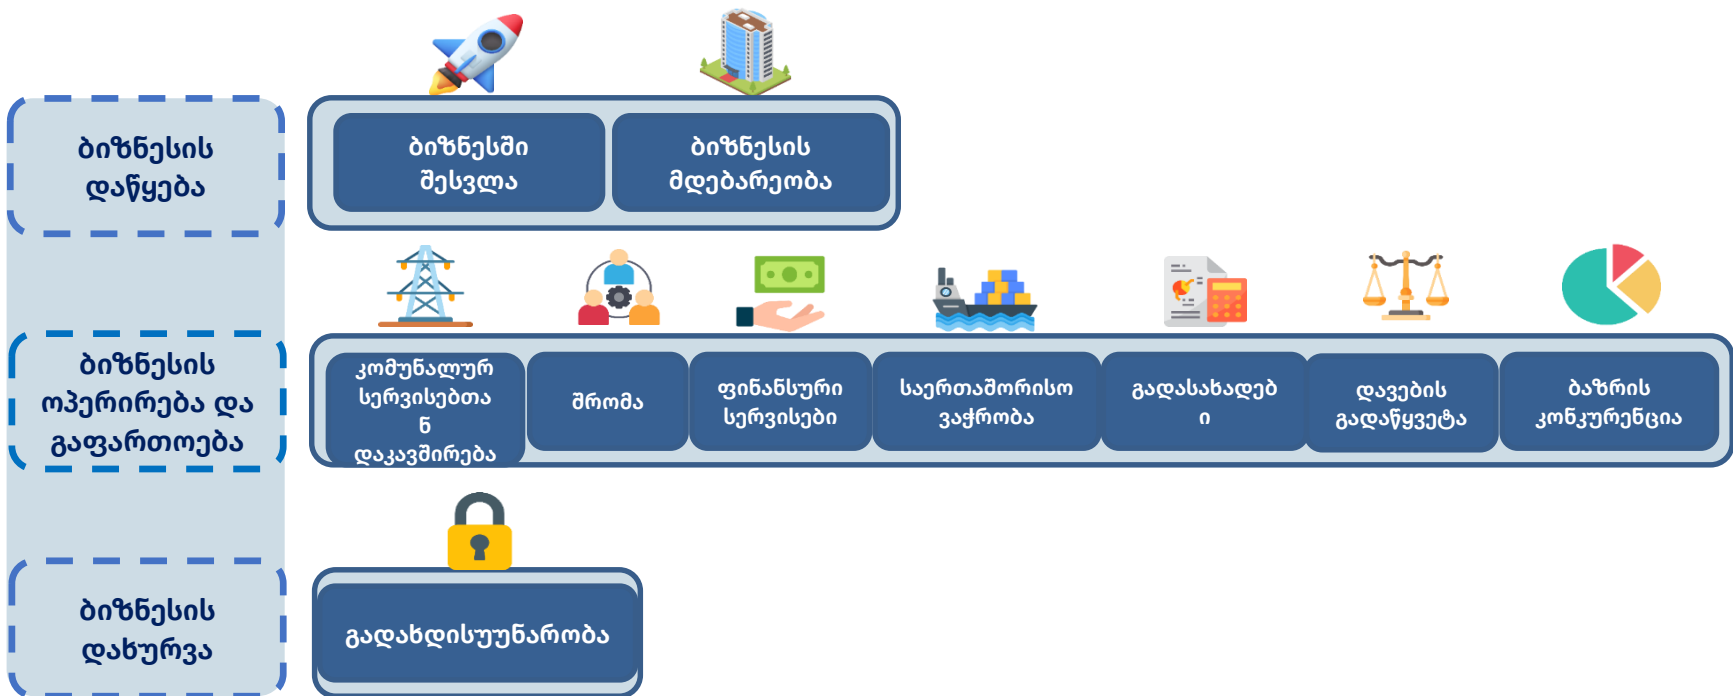 ბიზნესის
დაწყება
ბიზნესში
შესვლა
ბიზნესის
მდებარეობა
ბიზნესის
ოპერირება და
გაფართოება
კომუნალურ
სერვისებთა
ნ
დაკავშირება
შრომა
ფინანსური
სერვისები
საერთაშორისო
ვაჭრობა
გადასახადებ
ი
დავების
გადაწყვეტა
ბაზრის
კონკურენცია
ბიზნესის
დახურვა
გადახდისუუნარობა